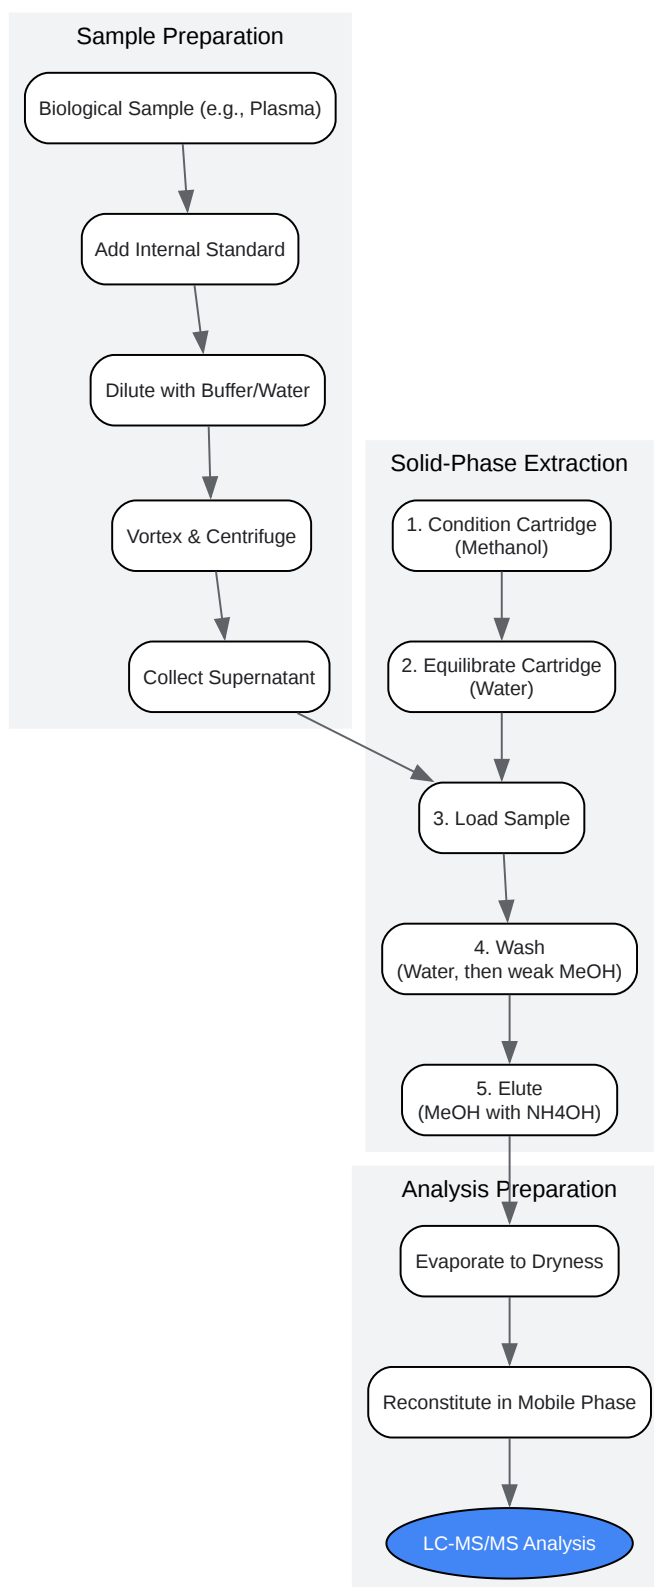 Sample Preparation
Biological Sample (e.g., Plasma)
Add Internal Standard
Dilute with Buffer/Water
Vortex & Centrifuge
Collect Supernatant
Solid-Phase Extraction
1. Condition Cartridge
(Methanol)
2. Equilibrate Cartridge
(Water)
3. Load Sample
4. Wash
(Water, then weak MeOH)
5. Elute
(MeOH with NH4OH)
Analysis Preparation
Evaporate to Dryness
Reconstitute in Mobile Phase
LC-MS/MS Analysis